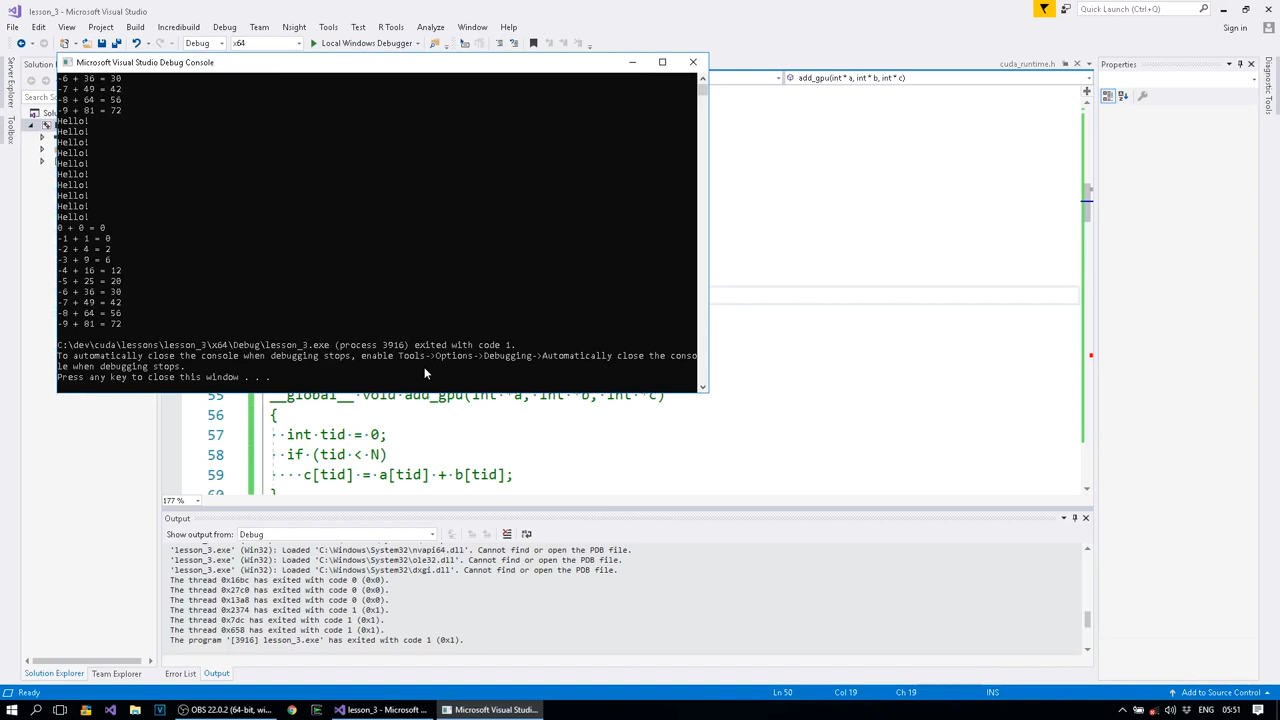 lesson_3 - Microsoft Visual Studio
Quick Launch (Ctrl+Q)
File Edit View Project Build Incredibuild Debug Team Nsight Tools Test R Tools Analyze Window Help
Sign in
Debug x64 Local Windows Debugger
Server Explorer
Toolbox
Microsoft Visual Studio Debug Console
cuda_runtime.h
Properties
Diagnostic Tools
add_gpu(int * a, int * b, int * c)
-6 + 36 = 30
-7 + 49 = 42
-8 + 64 = 56
-9 + 81 = 72
Hello!
Hello!
Hello!
Hello!
Hello!
Hello!
Hello!
Hello!
Hello!
Hello!
0 + 0 = 0
-1 + 1 = 0
-2 + 4 = 2
-3 + 9 = 6
-4 + 16 = 12
-5 + 25 = 20
-6 + 36 = 30
-7 + 49 = 42
-8 + 64 = 56
-9 + 81 = 72
C:\dev\cuda\lessons\lesson_3\x64\Debug\lesson_3.exe (process 3916) exited with code 1.
To automatically close the console when debugging stops, enable Tools->Options->Debugging->Automatically close the conso
le when debugging stops.
Press any key to close this window . . .
55 __global__ void add_gpu(int *a, int *b, int *c)
56 {
57 int tid = 0;
58 if (tid < N)
59 c[tid] = a[tid] + b[tid];
60 }
177 %
Output
Show output from: Debug
'lesson_3.exe' (Win32): Loaded 'C:\Windows\System32\nvapi64.dll'. Cannot find or open the PDB file.
'lesson_3.exe' (Win32): Loaded 'C:\Windows\System32\ole32.dll'. Cannot find or open the PDB file.
'lesson_3.exe' (Win32): Loaded 'C:\Windows\System32\dxgi.dll'. Cannot find or open the PDB file.
The thread 0x16bc has exited with code 0 (0x0).
The thread 0x27c0 has exited with code 0 (0x0).
The thread 0x13a8 has exited with code 0 (0x0).
The thread 0x2374 has exited with code 1 (0x1).
The thread 0x7dc has exited with code 1 (0x1).
The thread 0x658 has exited with code 1 (0x1).
The program '[3916] lesson_3.exe' has exited with code 1 (0x1).
Solution Explorer Team Explorer Error List Output
Ready Ln 50 Col 19 Ch 19 INS Add to Source Control
OBS 22.0.2 (64-bit, wi... lesson_3 - Microsoft ... Microsoft Visual Studi... ENG 05:51